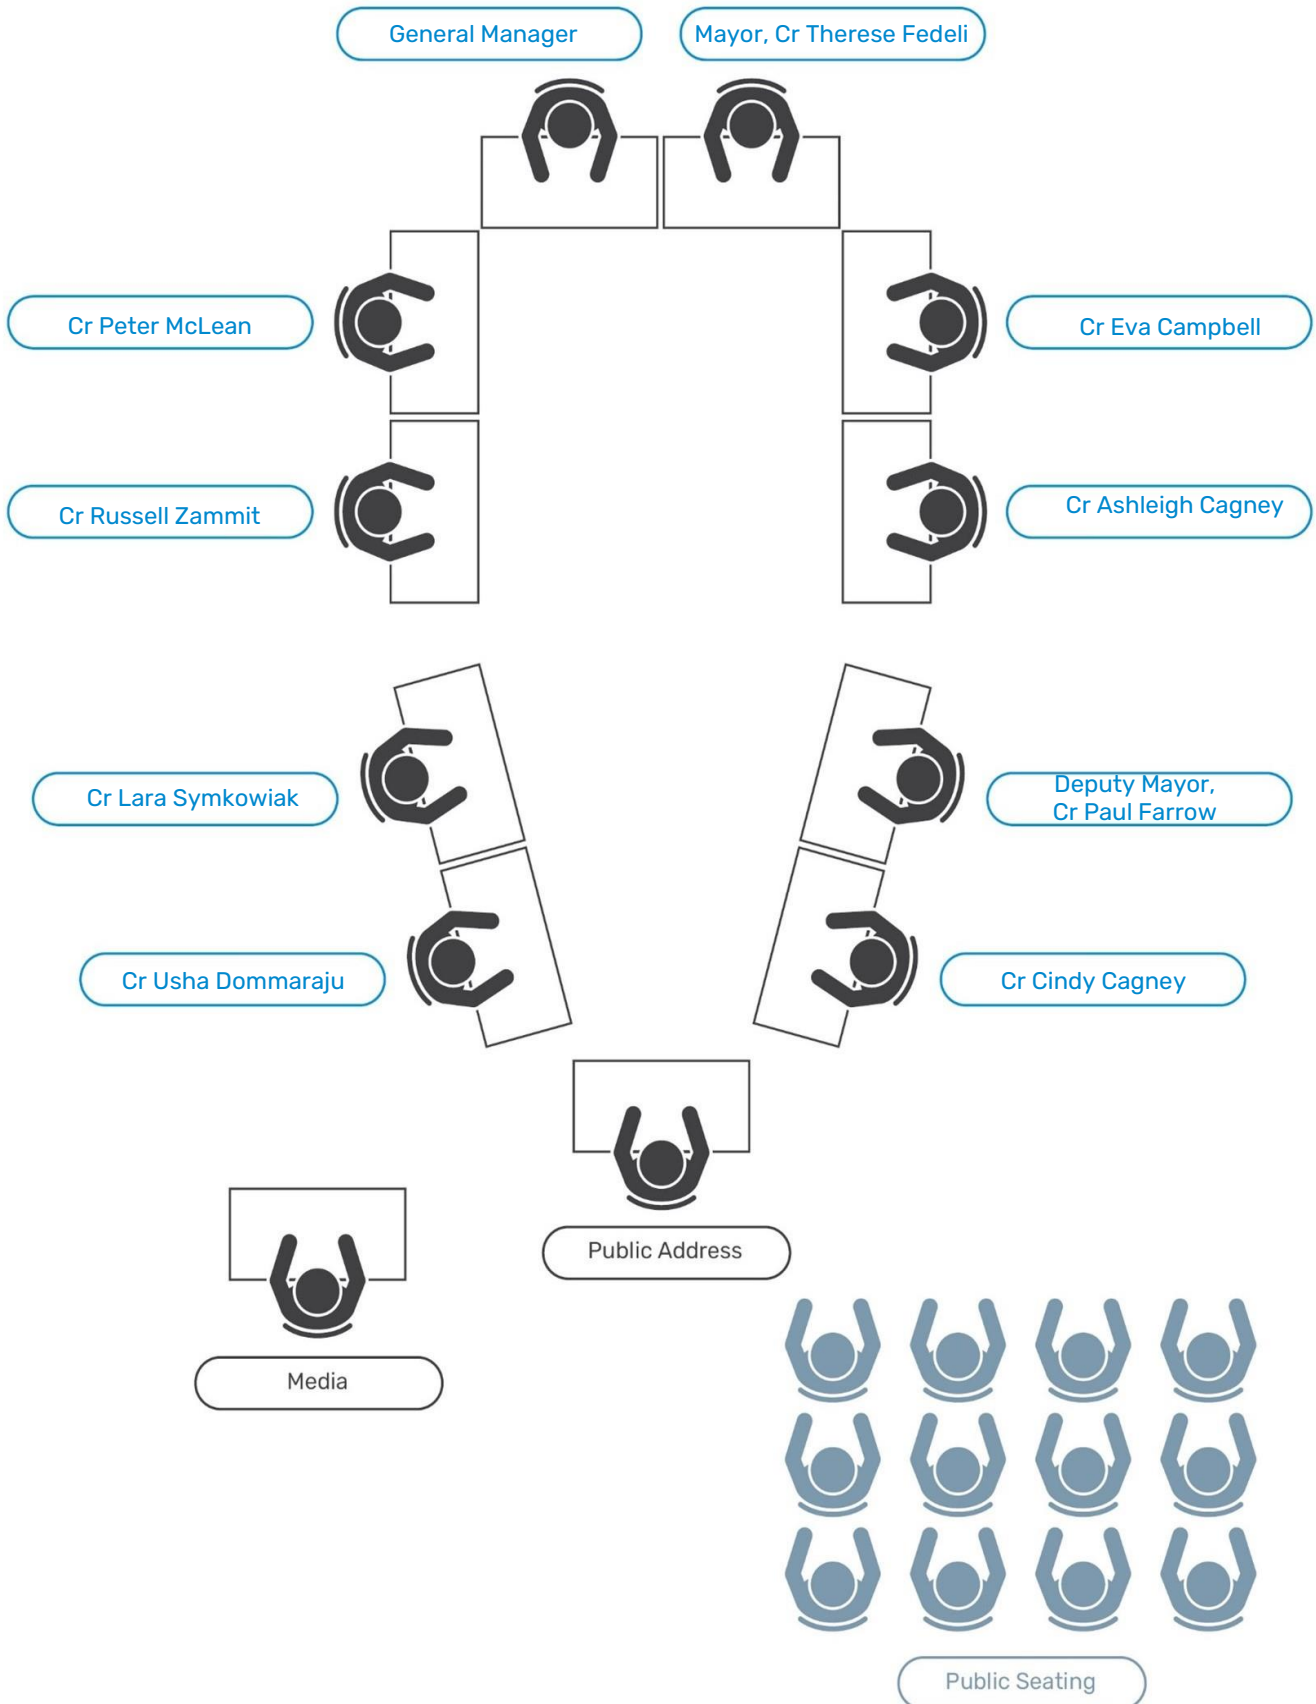 General Manager
Mayor, Cr Therese Fedeli
Cr Peter McLean
Cr Eva Campbell
Cr Russell Zammit
Cr Ashleigh Cagney
Cr Lara Symkowiak
Deputy Mayor,
Cr Paul Farrow
Cr Usha Dommaraju
Cr Cindy Cagney
Public Address
Media
Public Seating